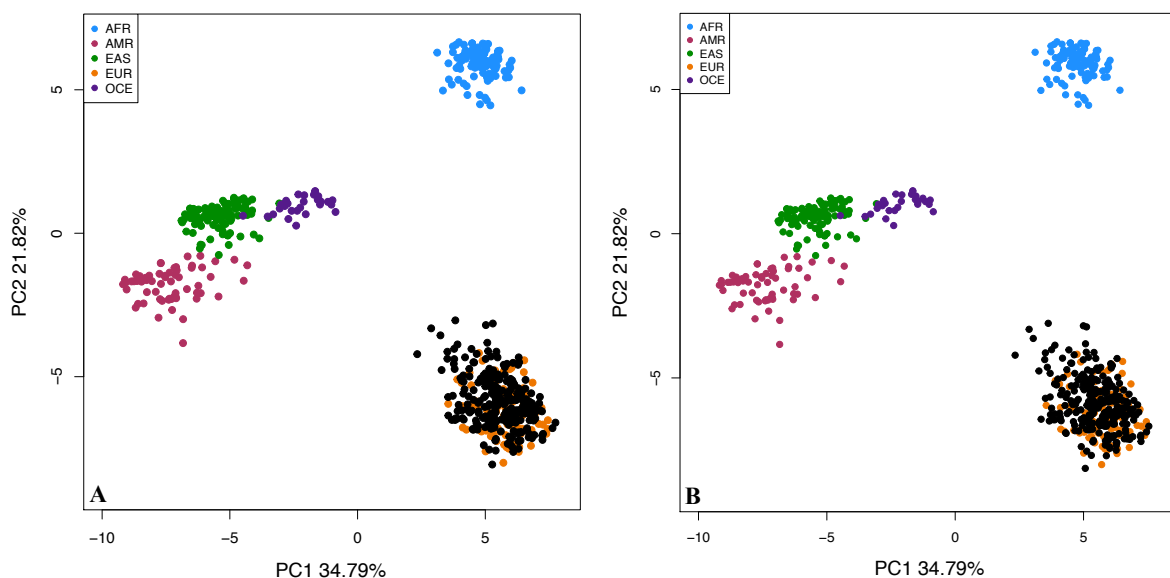 AFR
AMR
EAS
EUR
OCE
5
0
−5
PC2 21.82%
A
−10
−5
0
5
PC1 34.79%
AFR
AMR
EAS
EUR
OCE
5
0
−5
PC2 21.82%
B
−10
−5
0
5
PC1 34.79%